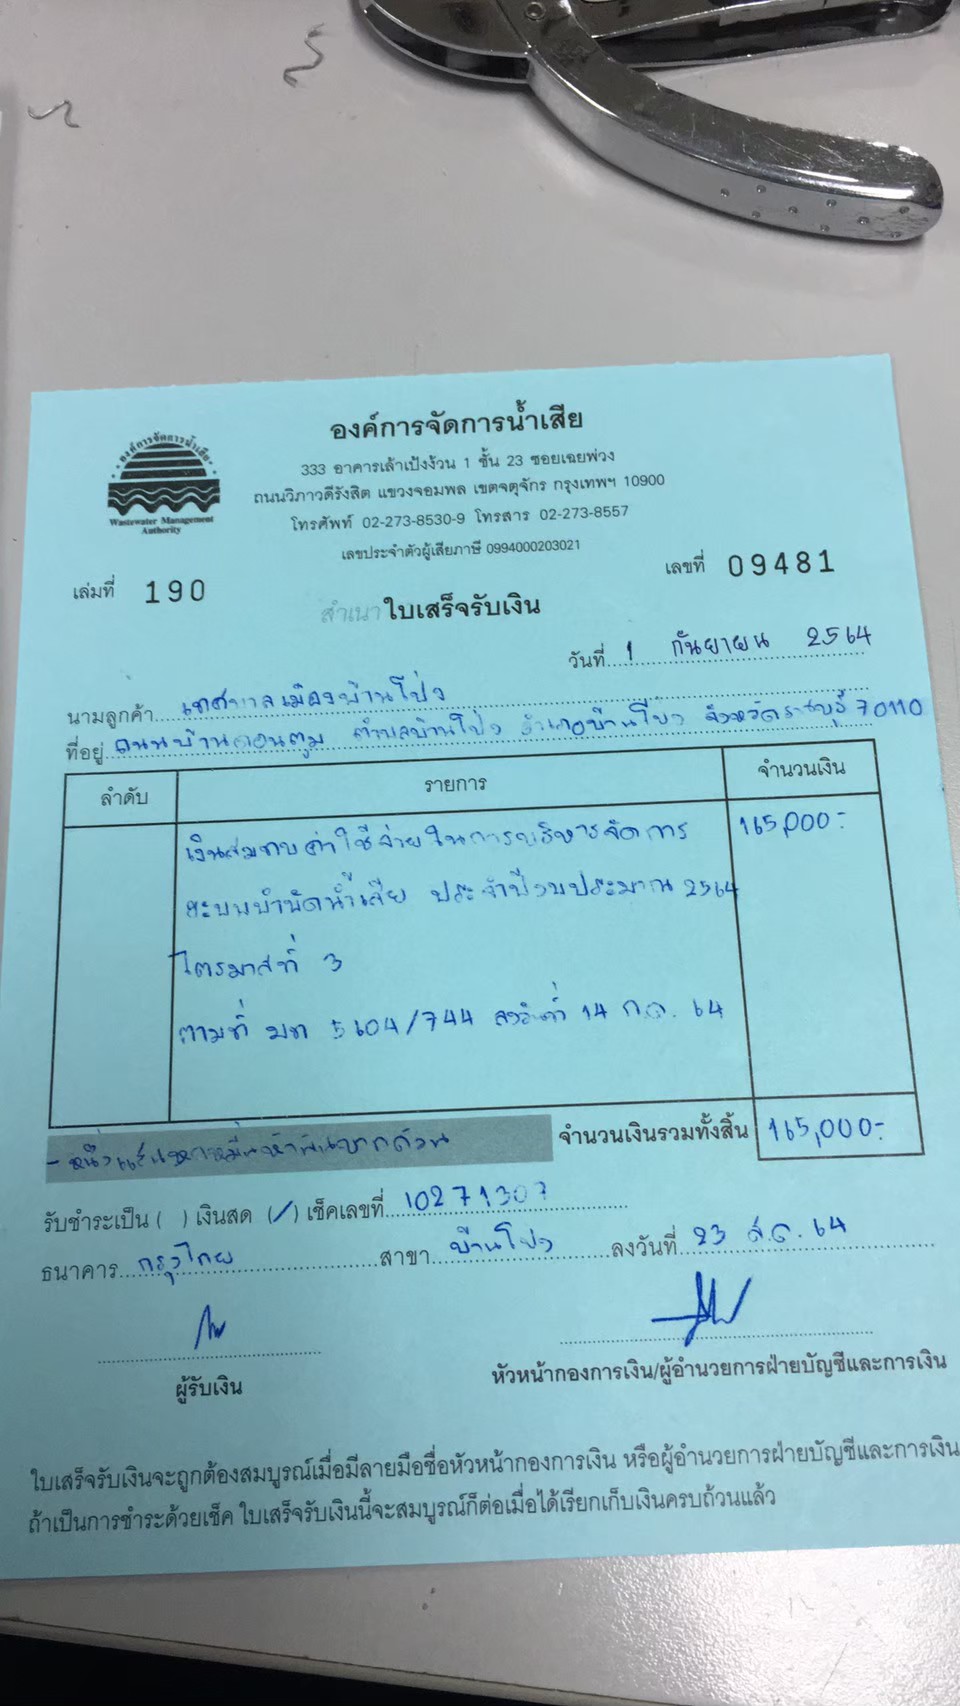 องค์การจัดการน้ำเสีย
องค์การจัดการน้ำเสีย
Wastewater Management
Authority
333 อาคารเล้าเป้งง้วน 1 ชั้น 23 ซอยเฉยพ่วง
ถนนวิภาวดีรังสิต แขวงจอมพล เขตจตุจักร กรุงเทพฯ 10900
โทรศัพท์ 02-273-8530-9 โทรสาร 02-273-8557
เลขประจำตัวผู้เสียภาษี 0994000203021
เล่มที่ 190 เลขที่ 09481
สำเนาใบเสร็จรับเงิน
วันที่ 1 กันยายน 2564
นามลูกค้า เทศบาลเมืองบ้านโป่ง
ที่อยู่ ถนนบ้านดอนตูม ตำบลบ้านโป่ง อำเภอบ้านโป่ง จังหวัดราชบุรี 70110
ลำดับ รายการ จำนวนเงิน
เงินสมทบค่าใช้จ่ายในการบริหารจัดการ 165,000.-
ระบบบำบัดน้ำเสีย ประจำปีงบประมาณ 2564
ไตรมาสที่ 3
ตามที่ มท 5604/744 ลงวันที่ 14 ก.ค. 64
- หนึ่งแสนหกหมื่นห้าพันบาทถ้วน จำนวนเงินรวมทั้งสิ้น 165,000.-
รับชำระเป็น ( ) เงินสด (/) เช็คเลขที่ 10271307
ธนาคาร กรุงไทย สาขา บ้านโป่ง ลงวันที่ 23 ส.ค. 64
ผู้รับเงิน หัวหน้ากองการเงิน/ผู้อำนวยการฝ่ายบัญชีและการเงิน
ใบเสร็จรับเงินจะถูกต้องสมบูรณ์เมื่อมีลายมือชื่อหัวหน้ากองการเงิน หรือผู้อำนวยการฝ่ายบัญชีและการเงิน
ถ้าเป็นการชำระด้วยเช็ค ใบเสร็จรับเงินนี้จะสมบูรณ์ก็ต่อเมื่อได้เรียกเก็บเงินครบถ้วนแล้ว